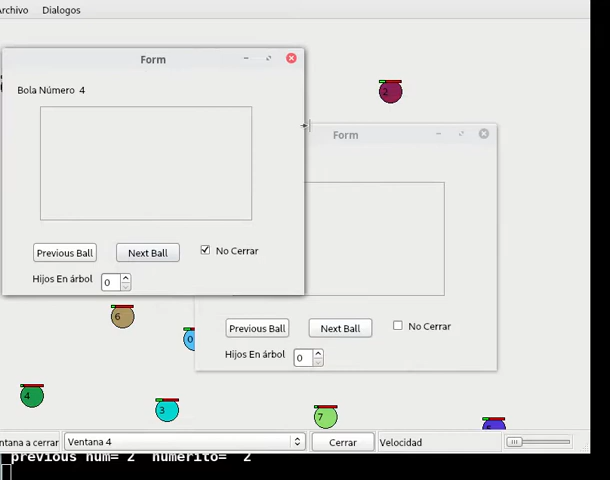 Archivo Dialogos
Form
Bola Número 4
2
Form
Previous Ball Next Ball No Cerrar
Hijos En árbol 0
6
0
Previous Ball Next Ball No Cerrar
Hijos En árbol 0
4
3
7
ntana a cerrar Ventana 4 Cerrar Velocidad
previous num= 2 numerito= 2